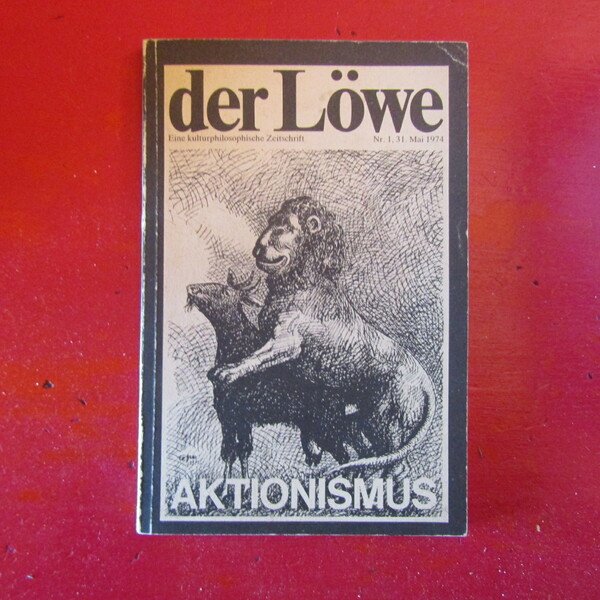 der Löwe
Eine kulturphilosophische Zeitschrift Nr. 1, 31. Mai 1974
AKTIONISMUS